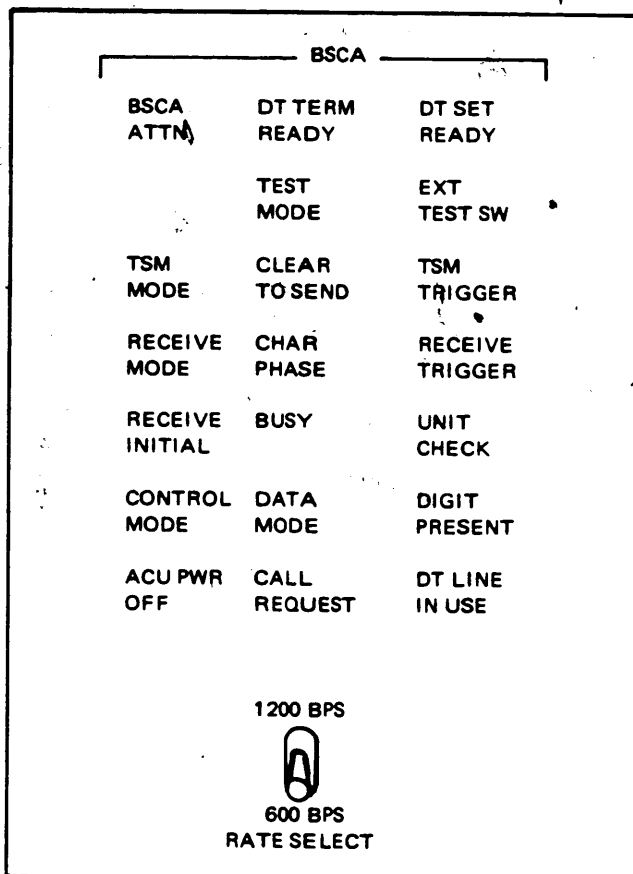 BSCA
BSCA DT TERM DT SET
ATTN READY READY
TEST EXT
MODE TEST SW
TSM CLEAR TSM
MODE TO SEND TRIGGER
RECEIVE CHAR RECEIVE
MODE PHASE TRIGGER
RECEIVE BUSY UNIT
INITIAL CHECK
CONTROL DATA DIGIT
MODE MODE PRESENT
ACU PWR CALL DT LINE
OFF REQUEST IN USE
1200 BPS
600 BPS
RATE SELECT